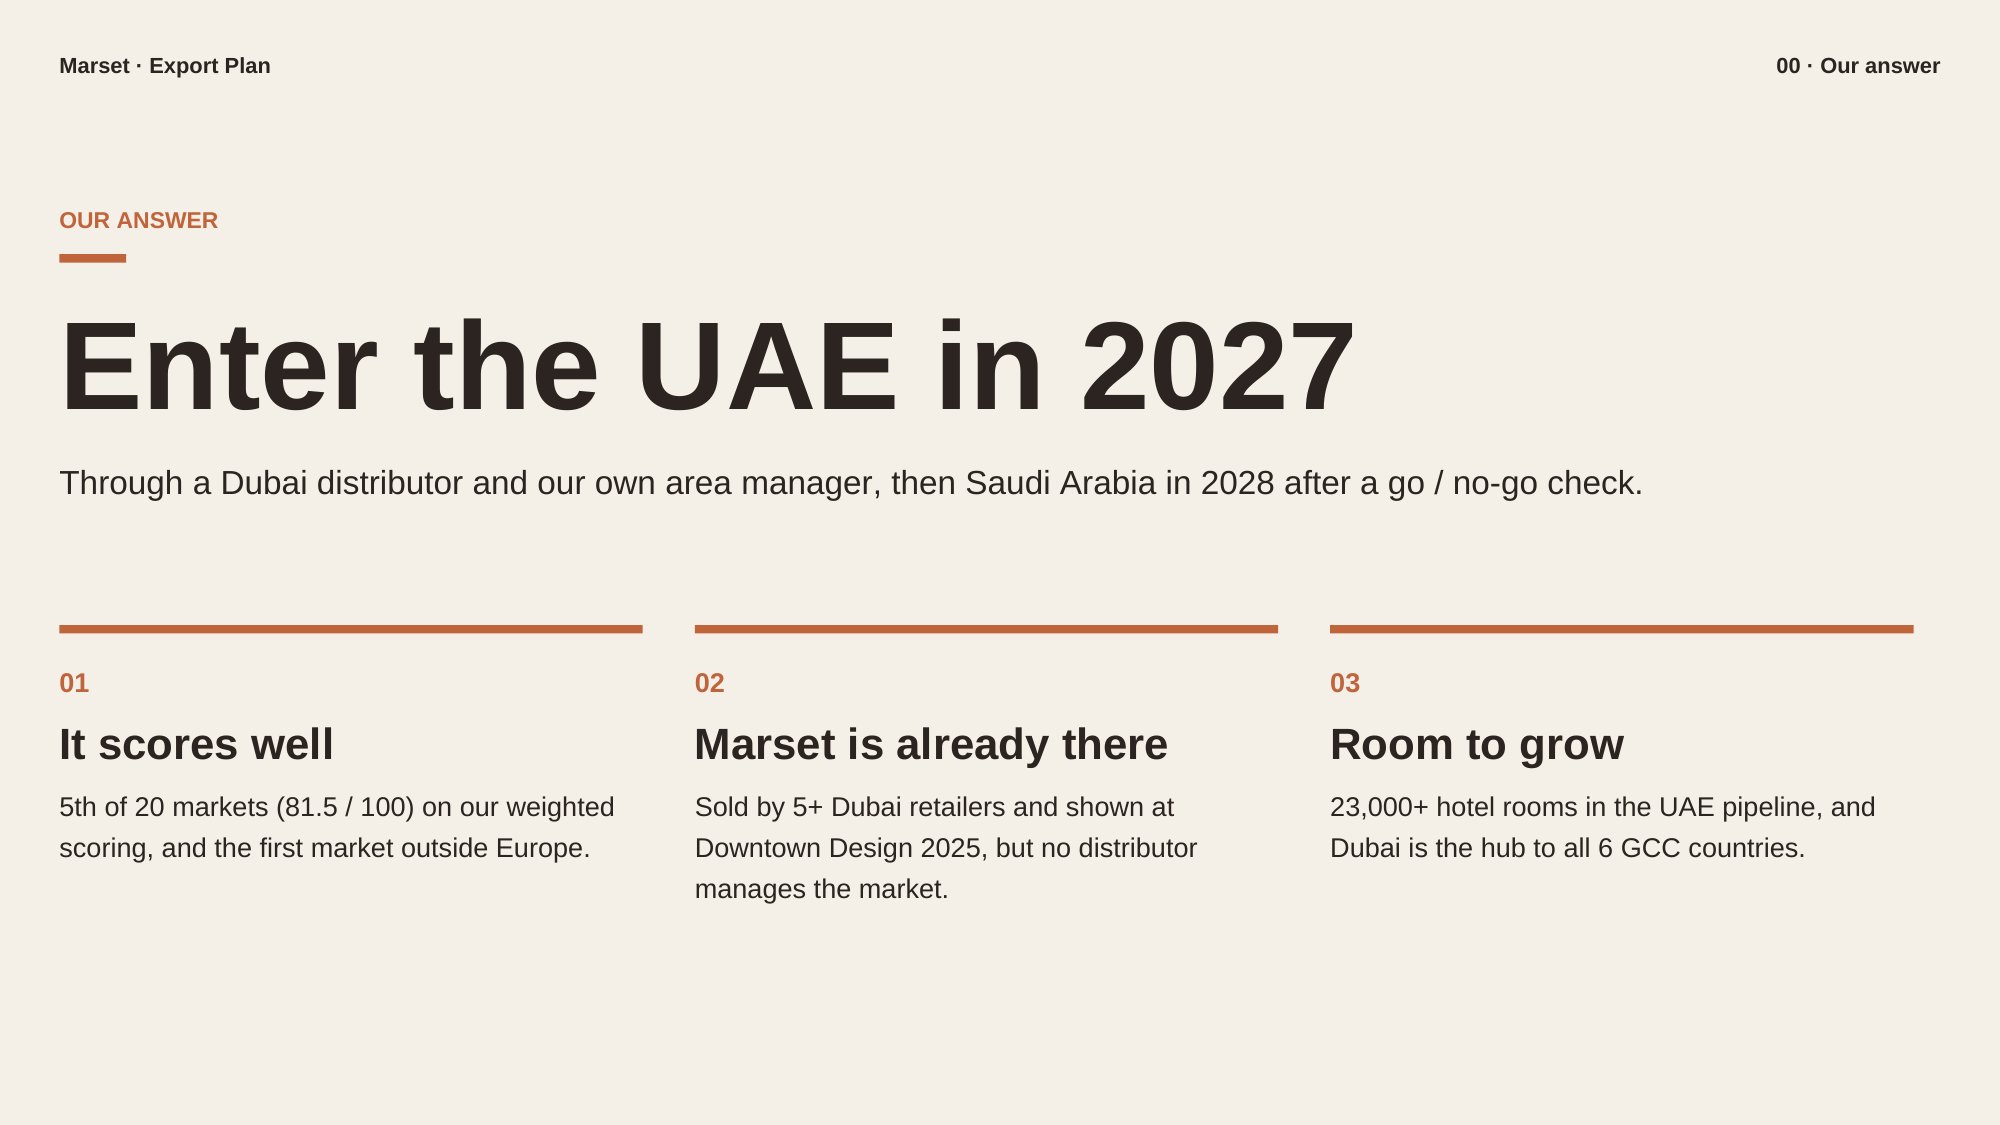 Marset · Export Plan
00 · Our answer
OUR ANSWER
Enter the UAE in 2027
Through a Dubai distributor and our own area manager, then Saudi Arabia in 2028 after a go / no-go check.
01
It scores well
5th of 20 markets (81.5 / 100) on our weighted
scoring, and the first market outside Europe.
02
Marset is already there
Sold by 5+ Dubai retailers and shown at
Downtown Design 2025, but no distributor
manages the market.
03
Room to grow
23,000+ hotel rooms in the UAE pipeline, and
Dubai is the hub to all 6 GCC countries.